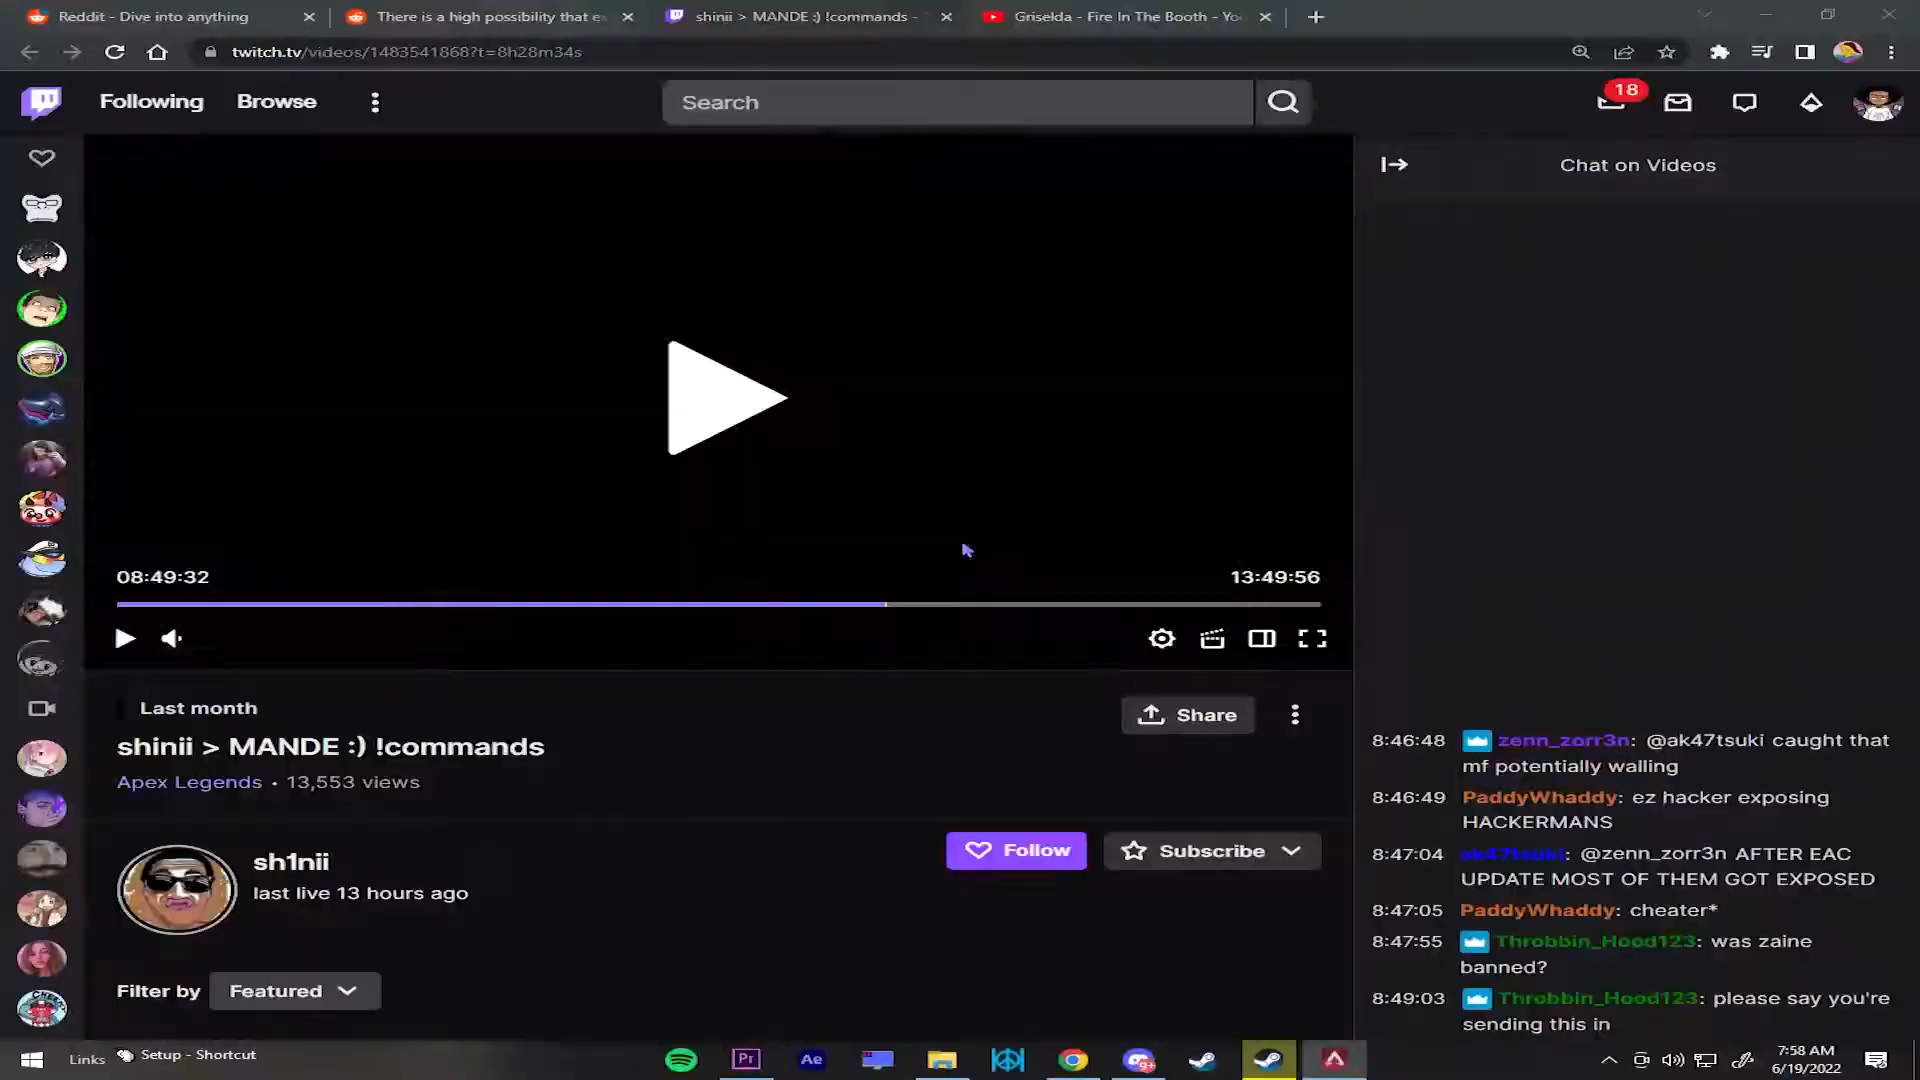 Reddit - Dive into anything
There is a high possibility that e
shinii > MANDE :) !commands -
Griselda - Fire In The Booth - Yo
twitch.tv/videos/1483541868?t=8h28m34s
Following
Browse
Search
18
Chat on Videos
08:49:32
13:49:56
Last month
Share
shinii > MANDE :) !commands
Apex Legends • 13,553 views
sh1nii
last live 13 hours ago
Follow
Subscribe
Filter by
Featured
8:46:48 zenn_zorr3n: @ak47tsuki caught that
mf potentially walling
8:46:49 PaddyWhaddy: ez hacker exposing
HACKERMANS
8:47:04 ak47tsuki: @zenn_zorr3n AFTER EAC
UPDATE MOST OF THEM GOT EXPOSED
8:47:05 PaddyWhaddy: cheater*
8:47:55 Throbbin_Hood123: was zaine
banned?
8:49:03 Throbbin_Hood123: please say you're
sending this in
Links
Setup - Shortcut
Pr
Ae
9+
7:58 AM
6/19/2022